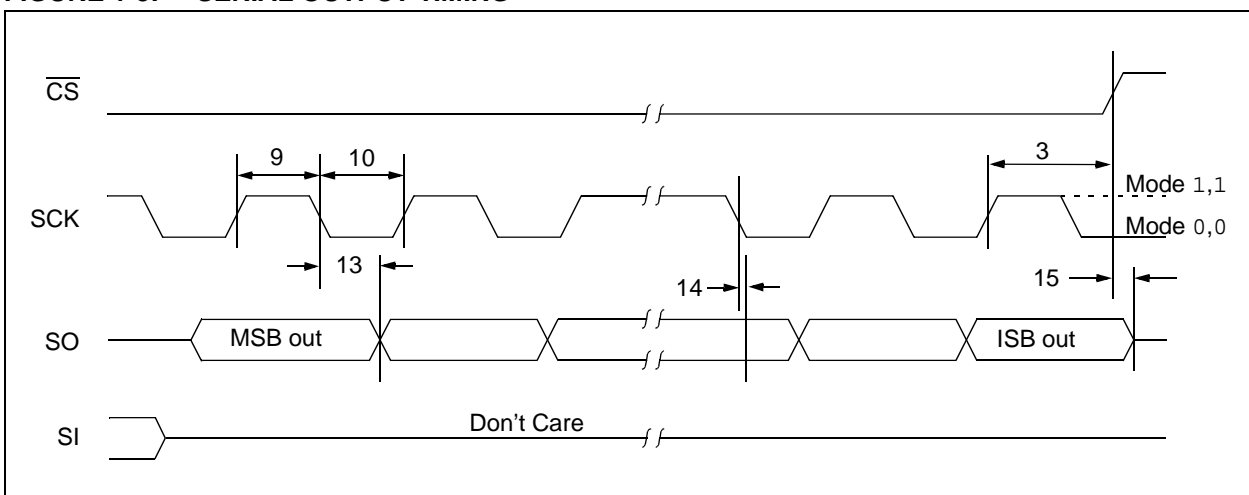 CS
9
10
3
Mode 1,1
SCK
Mode 0,0
13
14
15
SO
MSB out
ISB out
SI
Don't Care